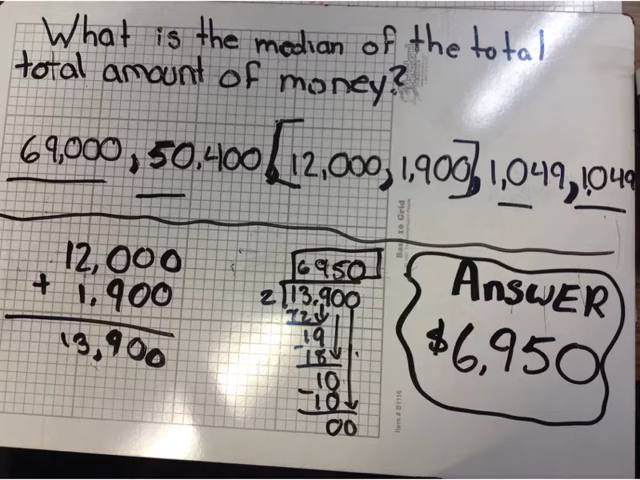 What is the median of the total
total amount of money?
69,000, 50,400, [12,000, 1,900], 1,049, 1,049
12,000
+ 1,900
13,900
6950
2 13,900
12
19
-18
10
-10
00
ANSWER
$6,950
Item # B1116